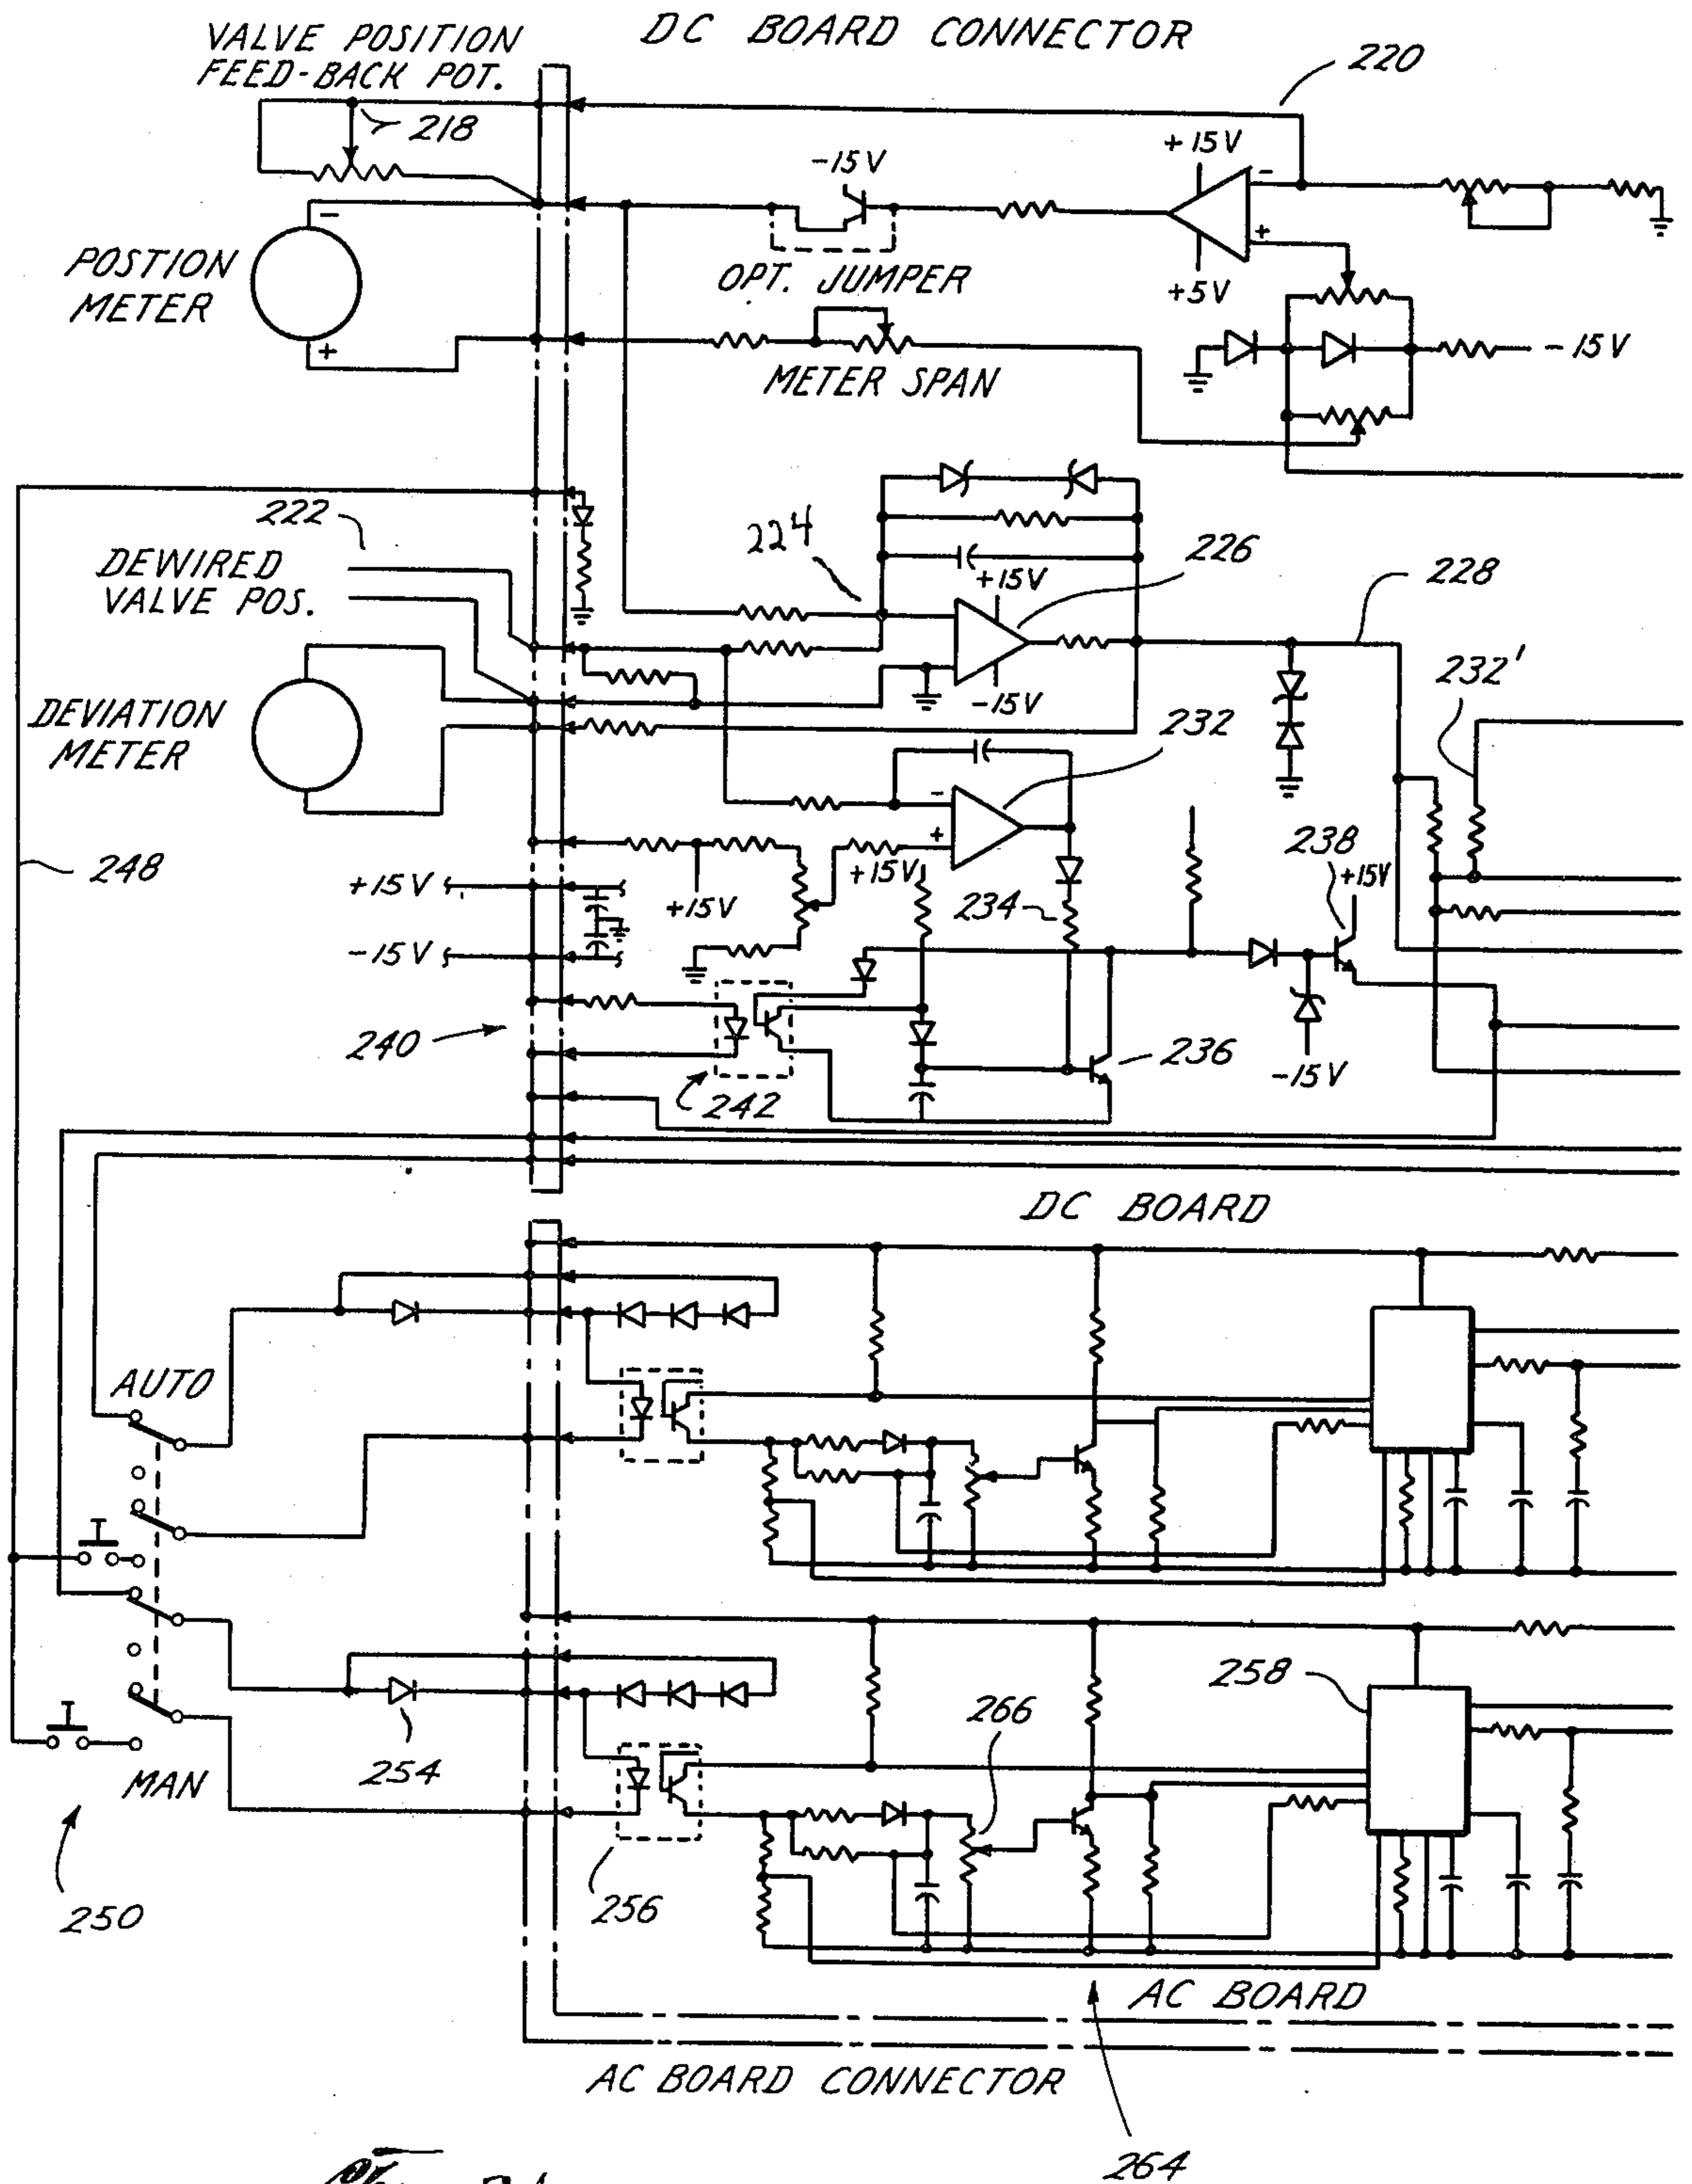 DC BOARD CONNECTOR
VALVE POSITION
FEED-BACK POT.
220
218
+15V
-15V
-
+
+5V
-
POSTION
METER
+
OPT. JUMPER
METER SPAN
-15V
222
224
226
228
DEWIRED
VALVE POS.
+15V
-15V
232'
DEVIATION
METER
232
-
+
248
238
+15V
+15V
+15V
234
+15V
-15V
240
242
236
-15V
DC BOARD
AUTO
258
266
254
MAN
256
250
AC BOARD
AC BOARD CONNECTOR
264